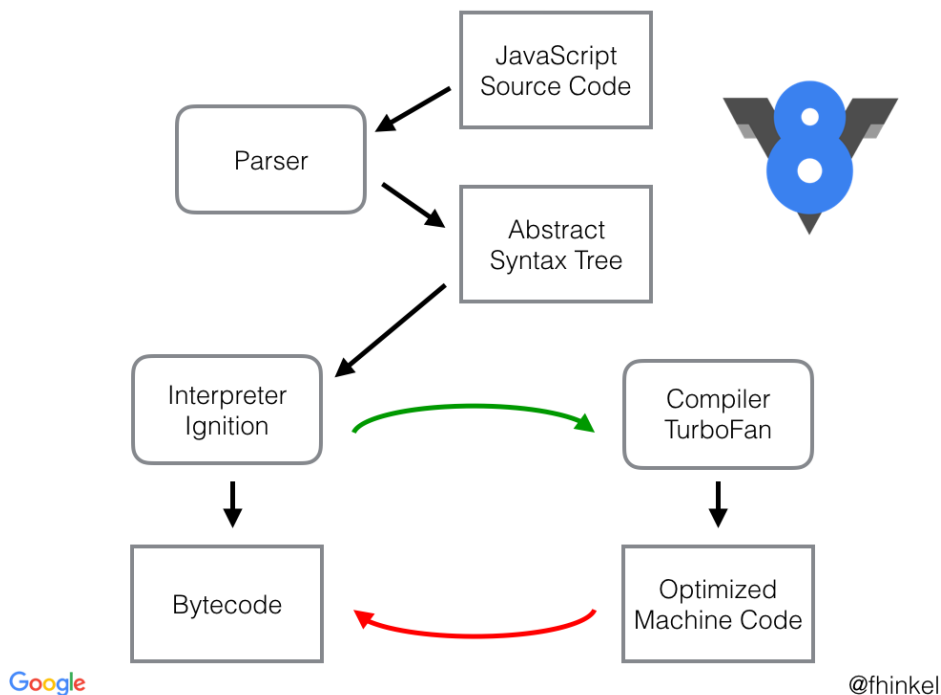 JavaScript
Source Code
Parser
Abstract
Syntax Tree
Interpreter
Ignition
Compiler
TurboFan
Bytecode
Optimized
Machine Code
Google
@fhinkel